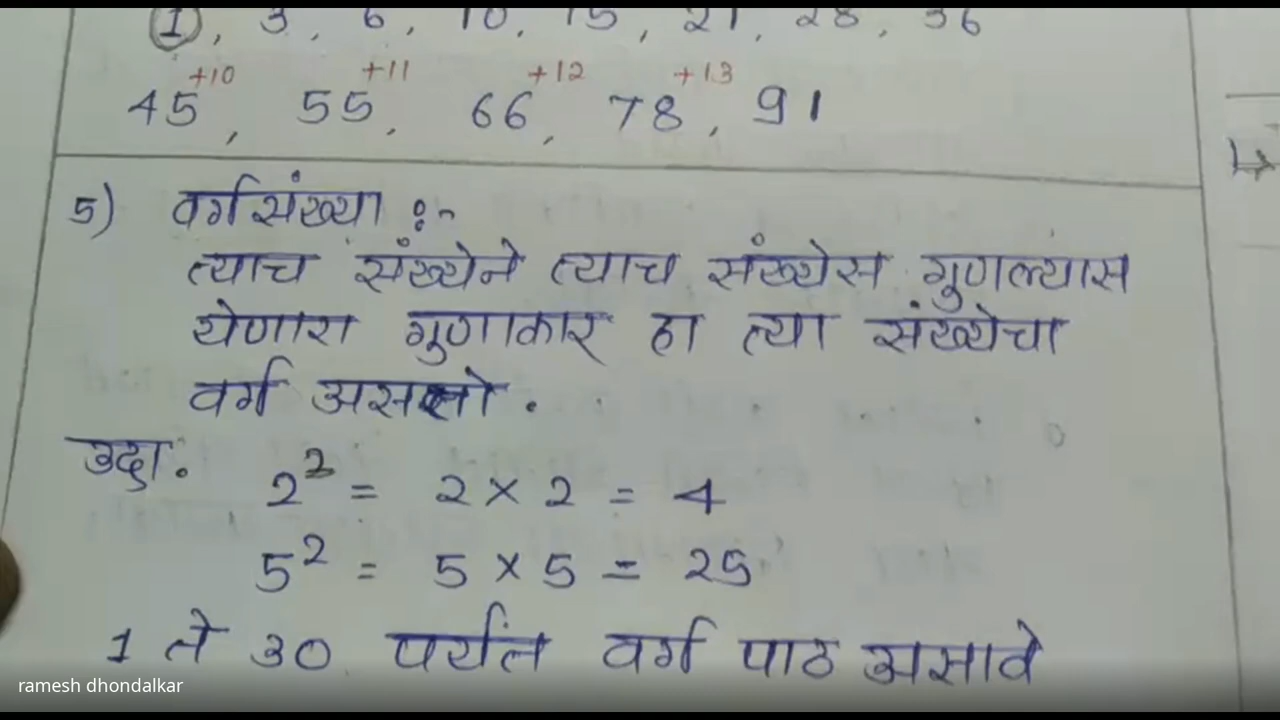 1, 3, 6, 10, 15, 21, 28, 36
+10 +11 +12 +13
45, 55, 66, 78, 91
5) वर्गसंख्या :-
त्याच संख्येने त्याच संख्येस गुणल्यास
येणारा गुणाकार हा त्या संख्येचा
वर्ग असतो.
उदा.
2² = 2 × 2 = 4
5² = 5 × 5 = 25
1 ते 30 पर्यंत वर्ग पाठ असावे
ramesh dhondalkar